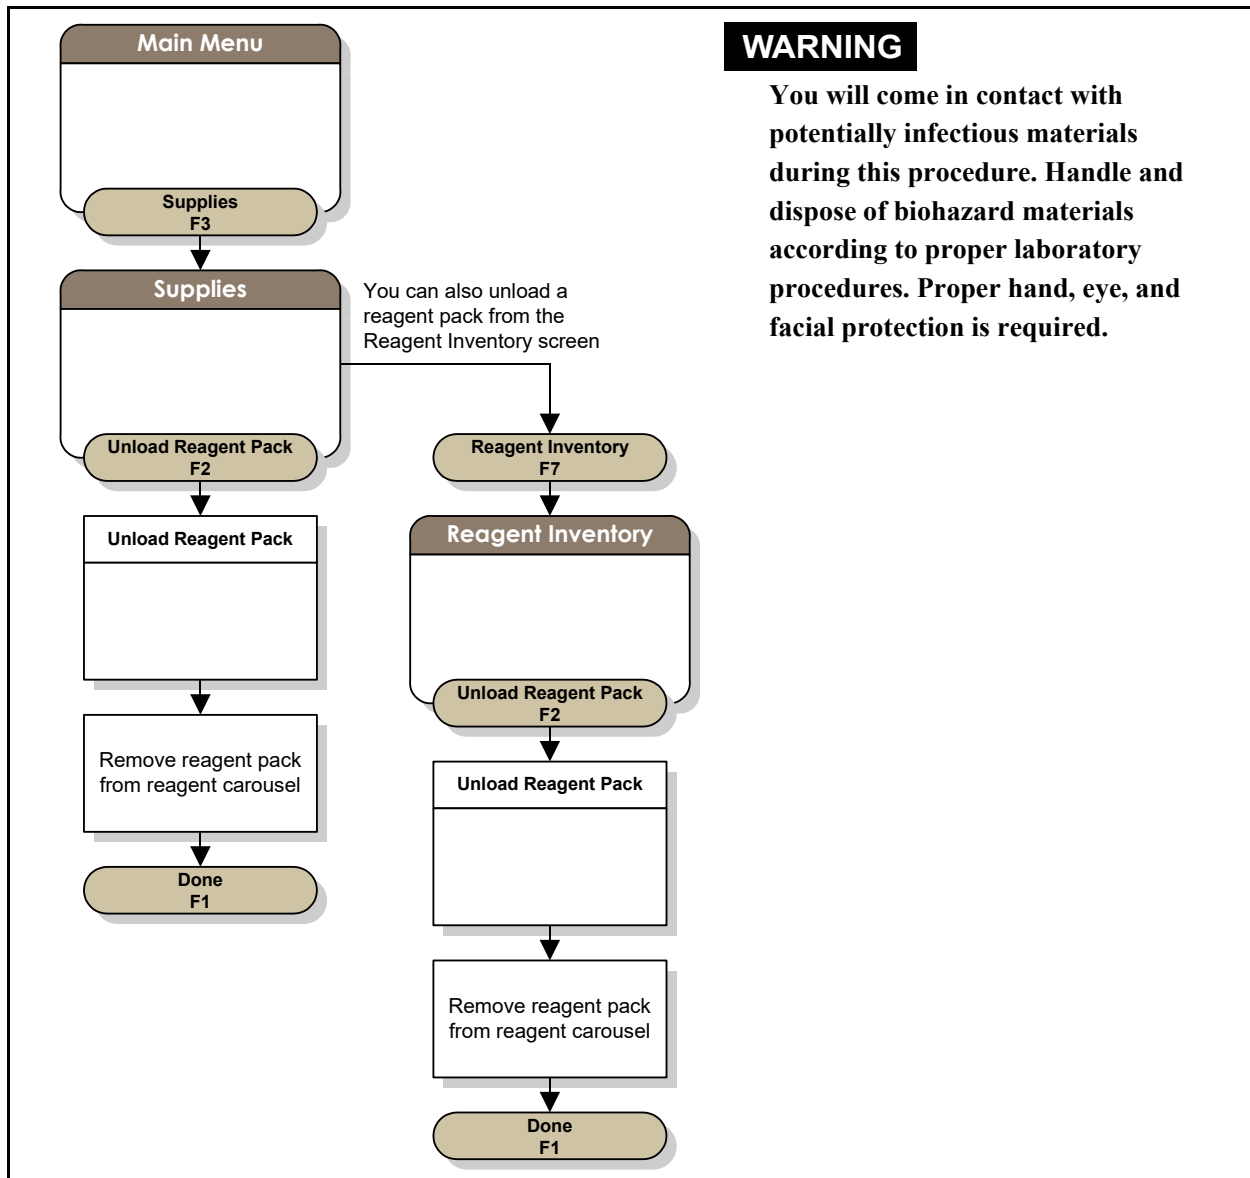 Main Menu
Supplies
F3
Supplies
You can also unload a
reagent pack from the
Reagent Inventory screen
Unload Reagent Pack
F2
Unload Reagent Pack
Remove reagent pack
from reagent carousel
Done
F1
Reagent Inventory
F7
Reagent Inventory
Unload Reagent Pack
F2
Unload Reagent Pack
Remove reagent pack
from reagent carousel
Done
F1
WARNING
You will come in contact with
potentially infectious materials
during this procedure. Handle and
dispose of biohazard materials
according to proper laboratory
procedures. Proper hand, eye, and
facial protection is required.